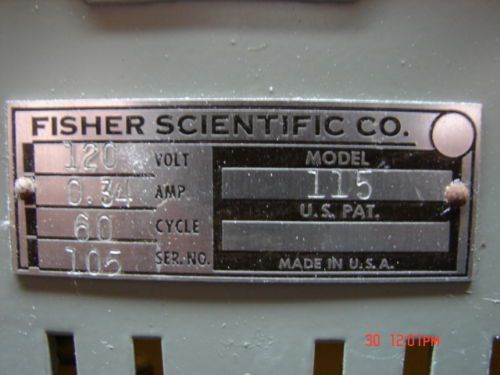 FISHER SCIENTIFIC CO.
120 VOLT
0.34 AMP.
60 CYCLE
105 SER. NO.
MODEL
115
U.S. PAT.
MADE IN U.S.A.
30 12:01PM